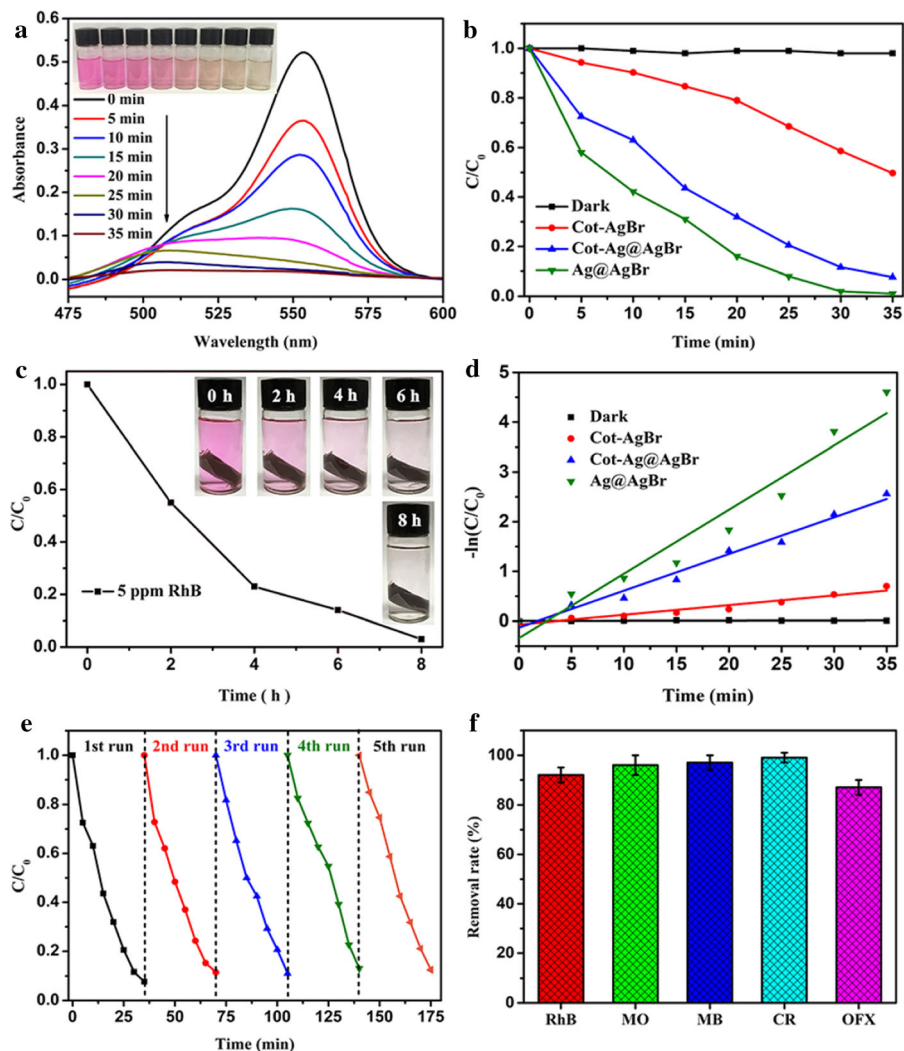 a
0.5
0.4
0.3
0.2
0.1
0.0
Absorbance
0 min
5 min
10 min
15 min
20 min
25 min
30 min
35 min
475 500 525 550 575 600
Wavelength (nm)
b
1.0
0.8
0.6
0.4
0.2
0.0
C/C0
Dark
Cot-AgBr
Cot-Ag@AgBr
Ag@AgBr
0 5 10 15 20 25 30 35
Time (min)
c
1.0
0.8
0.6
0.4
0.2
0.0
C/C0
0 h 2 h 4 h 6 h
8 h
5 ppm RhB
0 2 4 6 8
Time ( h )
d
5
4
3
2
1
0
-1
-ln(C/C0)
Dark
Cot-AgBr
Cot-Ag@AgBr
Ag@AgBr
0 5 10 15 20 25 30 35
Time (min)
e
1.0
0.8
0.6
0.4
0.2
0.0
C/C0
1st run 2nd run 3rd run 4th run 5th run
0 25 50 75 100 125 150 175
Time (min)
f
100
80
60
40
20
0
Removal rate (%)
RhB MO MB CR OFX